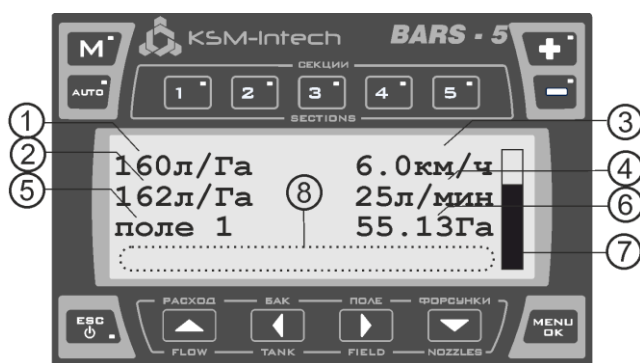 M KSM-Intech BARS - 5 +
СЕКЦИИ
AUTO 1 2 3 4 5 -
SECTIONS
1 3
2 160л/Га 6.0км/ч 4
5 162л/Га 8 25л/мин 6
поле 1 55.13Га 7
РАСХОД БАК ПОЛЕ ФОРСУНКИ
ESC MENU
OK
FLOW TANK FIELD NOZZLES